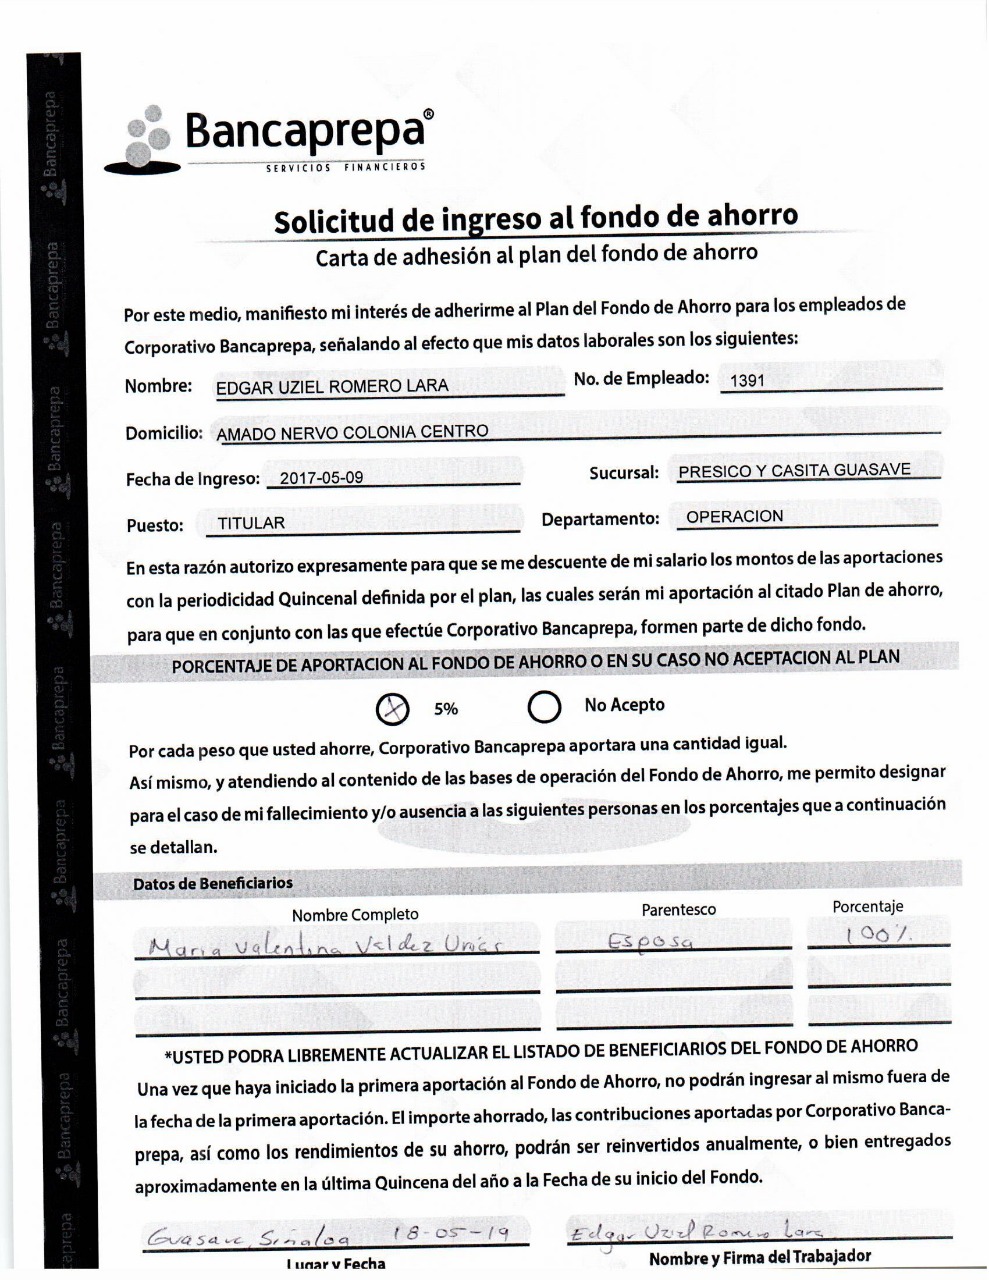 Bancaprepa®
SERVICIOS FINANCIEROS
Solicitud de ingreso al fondo de ahorro
Carta de adhesión al plan del fondo de ahorro
Por este medio, manifiesto mi interés de adherirme al Plan del Fondo de Ahorro para los empleados de
Corporativo Bancaprepa, señalando al efecto que mis datos laborales son los siguientes:
Nombre: EDGAR UZIEL ROMERO LARA No. de Empleado: 1391
Domicilio: AMADO NERVO COLONIA CENTRO
Fecha de Ingreso: 2017-05-09 Sucursal: PRESICO Y CASITA GUASAVE
Puesto: TITULAR Departamento: OPERACION
En esta razón autorizo expresamente para que se me descuente de mi salario los montos de las aportaciones
con la periodicidad Quincenal definida por el plan, las cuales serán mi aportación al citado Plan de ahorro,
para que en conjunto con las que efectúe Corporativo Bancaprepa, formen parte de dicho fondo.
PORCENTAJE DE APORTACION AL FONDO DE AHORRO O EN SU CASO NO ACEPTACION AL PLAN
5% No Acepto
Por cada peso que usted ahorre, Corporativo Bancaprepa aportara una cantidad igual.
Así mismo, y atendiendo al contenido de las bases de operación del Fondo de Ahorro, me permito designar
para el caso de mi fallecimiento y/o ausencia a las siguientes personas en los porcentajes que a continuación
se detallan.
Datos de Beneficiarios
Nombre Completo Parentesco Porcentaje
Maria Valentina Valdez Esposa 100%
*USTED PODRA LIBREMENTE ACTUALIZAR EL LISTADO DE BENEFICIARIOS DEL FONDO DE AHORRO
Una vez que haya iniciado la primera aportación al Fondo de Ahorro, no podrán ingresar al mismo fuera de
la fecha de la primera aportación. El importe ahorrado, las contribuciones aportadas por Corporativo Banca-
prepa, así como los rendimientos de su ahorro, podrán ser reinvertidos anualmente, o bien entregados
aproximadamente en la última Quincena del año a la Fecha de su inicio del Fondo.
Guasave, Sinaloa 18-05-19 Edgar Uziel Romero Lara
Lugar y Fecha Nombre y Firma del Trabajador
Bancaprepa
Bancaprepa
Bancaprepa
Bancaprepa
Bancaprepa
Bancaprepa
Bancaprepa
Bancaprepa
aprepa